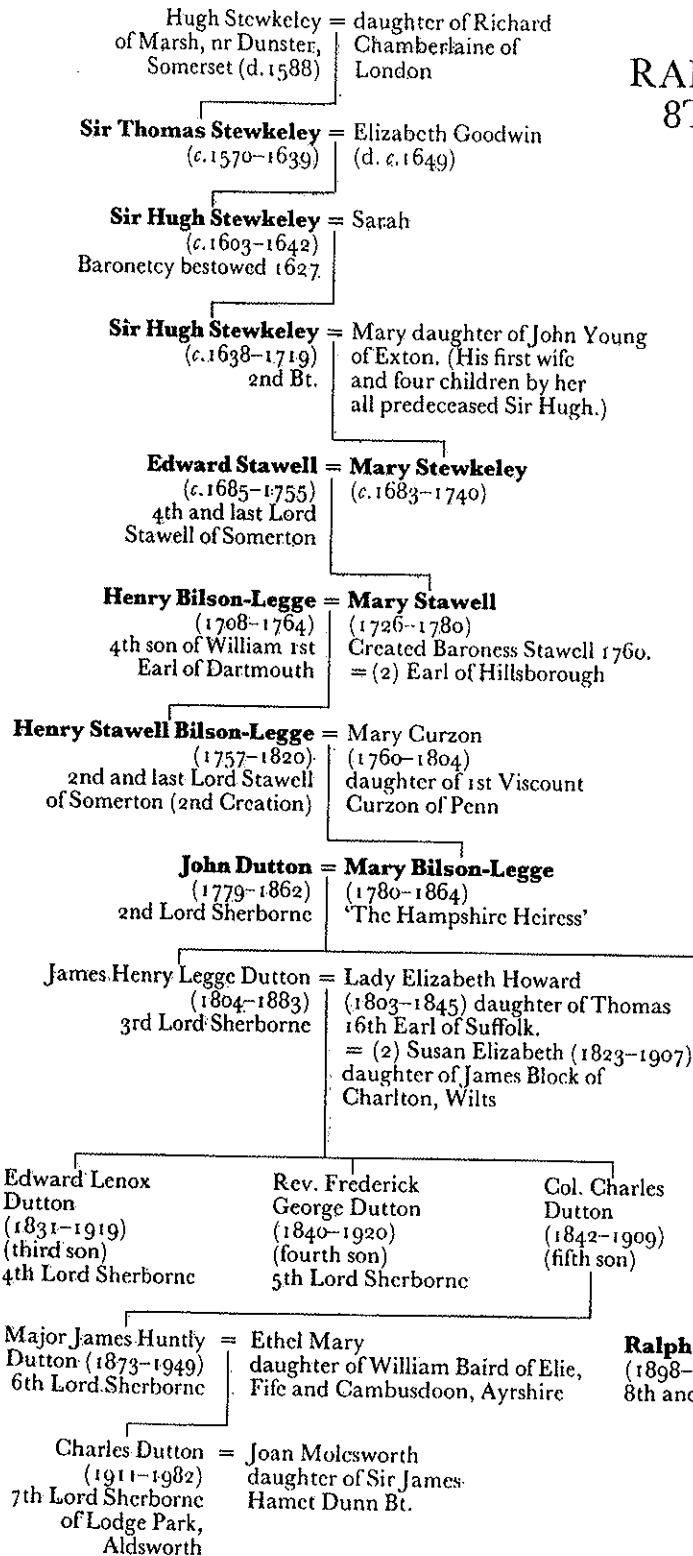 Hugh Stewkeley = daughter of Richard
of Marsh, nr Dunster, Chamberlaine of
Somerset (d. 1588) London
Sir Thomas Stewkeley = Elizabeth Goodwin
(c.1570–1639) (d. c.1649)
Sir Hugh Stewkeley = Sarah
(c.1603–1642)
Baronetcy bestowed 1627.
Sir Hugh Stewkeley = Mary daughter of John Young
(c.1638–1719) of Exton. (His first wife
2nd Bt. and four children by her
all predeceased Sir Hugh.)
Edward Stawell = Mary Stewkeley
(c.1685–1755) (c.1683–1740)
4th and last Lord
Stawell of Somerton
Henry Bilson-Legge = Mary Stawell
(1708–1764) (1726–1780)
4th son of William 1st Created Baroness Stawell 1760.
Earl of Dartmouth = (2) Earl of Hillsborough
Henry Stawell Bilson-Legge = Mary Curzon
(1757–1820) (1760–1804)
2nd and last Lord Stawell daughter of 1st Viscount
of Somerton (2nd Creation) Curzon of Penn
John Dutton = Mary Bilson-Legge
(1779–1862) (1780–1864)
2nd Lord Sherborne 'The Hampshire Heiress'
James Henry Legge Dutton = Lady Elizabeth Howard
(1804–1883) (1803–1845) daughter of Thomas
3rd Lord Sherborne 16th Earl of Suffolk.
= (2) Susan Elizabeth (1823–1907)
daughter of James Block of
Charlton, Wilts
Edward Lenox Rev. Frederick Col. Charles
Dutton George Dutton Dutton
(1831–1919) (1840–1920) (1842–1909)
(third son) (fourth son) (fifth son)
4th Lord Sherborne 5th Lord Sherborne
Major James Huntly = Ethel Mary Ralph
Dutton (1873–1949) daughter of William Baird of Elie, (1898–
6th Lord Sherborne Fife and Cambusdoon, Ayrshire 8th and
Charles Dutton = Joan Molesworth
(1911–1982) daughter of Sir James
7th Lord Sherborne Hamet Dunn Bt.
of Lodge Park,
Aldsworth